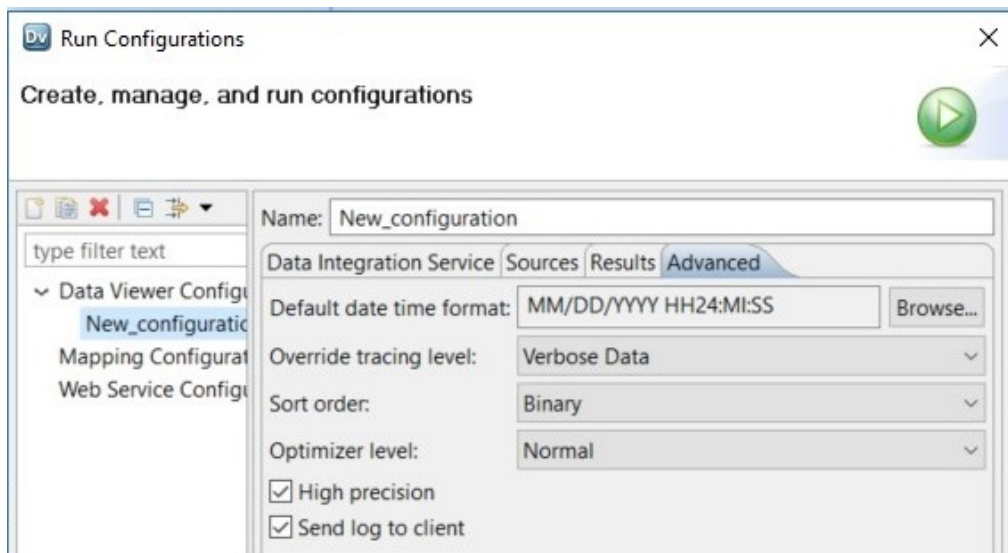 Dv Run Configurations
Create, manage, and run configurations
Name: New_configuration
type filter text
Data Integration Service Sources Results Advanced
Data Viewer Configu
New_configuratio
Mapping Configurat
Web Service Configu
Default date time format: MM/DD/YYYY HH24:MI:SS Browse...
Override tracing level: Verbose Data
Sort order: Binary
Optimizer level: Normal
High precision
Send log to client